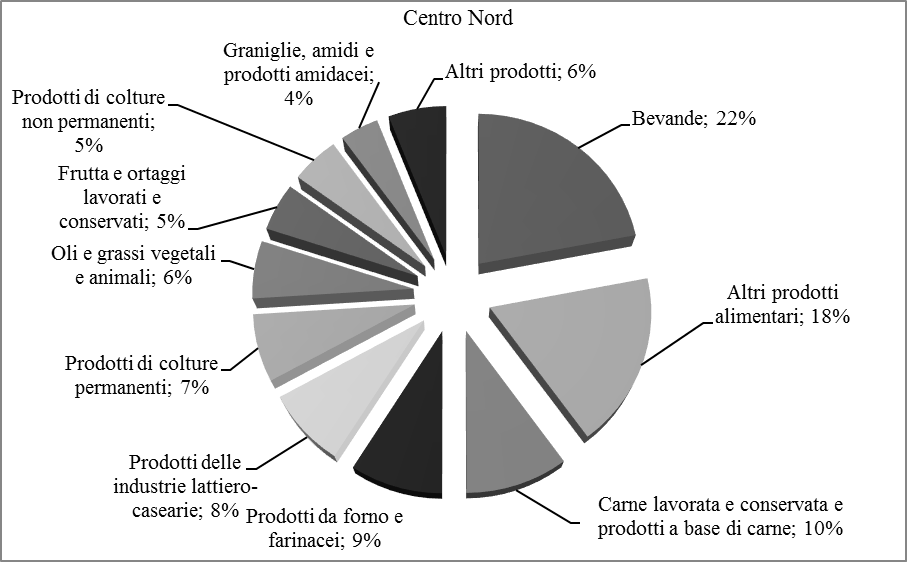 Centro Nord
Bevande; 22%
Altri prodotti
alimentari; 18%
Carne lavorata e conservata e
prodotti a base di carne; 10%
Prodotti da forno e
farinacei; 9%
Prodotti delle
industrie lattiero-
casearie; 8%
Prodotti di colture
permanenti; 7%
Oli e grassi vegetali
e animali; 6%
Frutta e ortaggi
lavorati e
conservati; 5%
Prodotti di colture
non permanenti;
5%
Graniglie, amidi e
prodotti amidacei;
4%
Altri prodotti; 6%